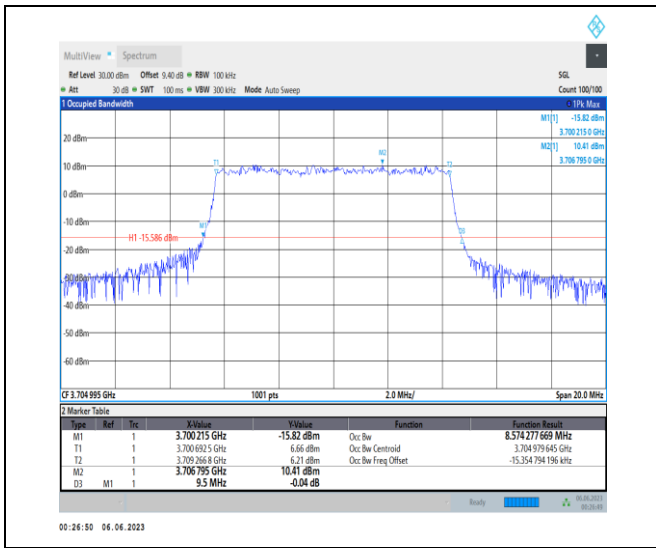 MultiView Spectrum
Ref Level 30.00 dBm Offset 9.40 dB RBW 100 kHz SGL
Att 30 dB SWT 100 ms VBW 300 kHz Mode Auto Sweep Count 100/100
1 Occupied Bandwidth 1Pk Max
M1[1] -15.82 dBm
3.700 215 0 GHz
M2[1] 10.41 dBm
3.706 795 0 GHz
20 dBm
M2
T1 T2
10 dBm
0 dBm
-10 dBm
M1
H1 -15.586 dBm
D3
-20 dBm
-30 dBm
-40 dBm
-50 dBm
-60 dBm
CF 3.704 995 GHz 1001 pts 2.0 MHz/ Span 20.0 MHz
2 Marker Table
Type Ref Trc X-Value Y-Value Function Function Result
M1 1 3.700 215 GHz -15.82 dBm Occ Bw 8.574 277 669 MHz
T1 1 3.700 692 5 GHz 6.66 dBm Occ Bw Centroid 3.704 979 645 GHz
T2 1 3.709 266 8 GHz 6.21 dBm Occ Bw Freq Offset -15.354 794 196 kHz
M2 1 3.706 795 GHz 10.41 dBm
D3 M1 1 9.5 MHz -0.04 dB
Ready 06.06.2023
00:26:49
00:26:50 06.06.2023